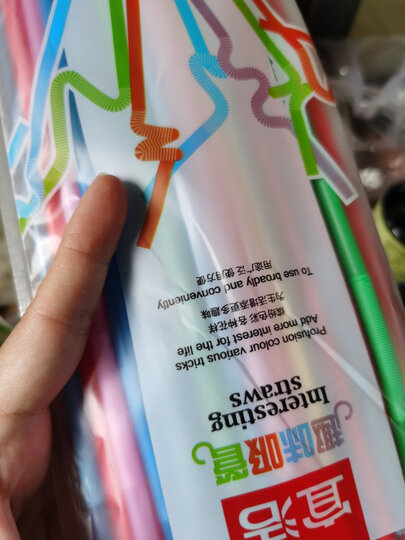 宜洁
趣味吸管
Interesting
straws
Profusion colour various tricks
Add more interest for the life
缤纷色彩 各种花样
为生活增添更多趣味
To use broadly and conveniently
用途广泛 使用方便